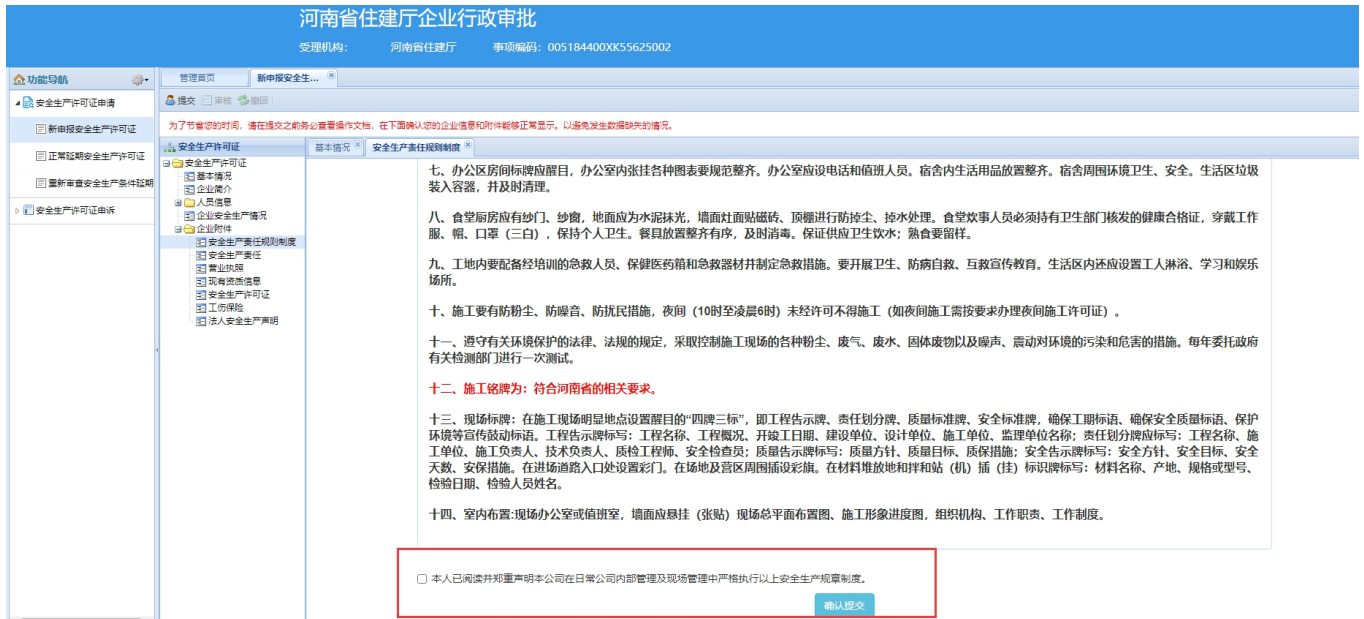 河南省住建厅企业行政审批
受理机构： 河南省住建厅 事项编码：005184400XK55625002
功能导航
管理首页 新申报安全生...
安全生产许可证申请
提交 审核 撤回
新申报安全生产许可证
为了节省您的时间，请在提交之前务必查看操作文档，在下面确认您的企业信息和附件能够正常显示。以避免发生数据缺失的情况。
正常延期安全生产许可证
重新审查安全生产条件延期
安全生产许可证申诉
安全生产许可证
安全生产许可证
基本情况
企业简介
人员信息
企业安全生产情况
企业附件
安全生产责任规则制度
安全生产责任
营业执照
现有资质信息
安全生产许可证
工伤保险
法人安全生产声明
基本情况 安全生产责任规则制度
七、办公区房间标牌应醒目，办公室内张挂各种图表要规范整齐。办公室应设电话和值班人员。宿舍内生活用品放置整齐。宿舍周围环境卫生、安全。生活区垃圾
装入容器，并及时清理。
八、食堂厨房应有纱门、纱窗，地面应为水泥抹光，墙面灶面贴磁砖、顶棚进行防掉尘、掉水处理。食堂炊事人员必须持有卫生部门核发的健康合格证，穿戴工作
服、帽、口罩（三白），保持个人卫生。餐具放置整齐有序，及时消毒。保证供应卫生饮水；熟食要留样。
九、工地内要配备经培训的急救人员、保健医药箱和急救器材并制定急救措施。要开展卫生、防病自救、互救宣传教育。生活区内还应设置工人淋浴、学习和娱乐
场所。
十、施工要有防粉尘、防噪音、防扰民措施，夜间（10时至凌晨6时）未经许可不得施工（如夜间施工需按要求办理夜间施工许可证）。
十一、遵守有关环境保护的法律、法规的规定，采取控制施工现场的各种粉尘、废气、废水、固体废物以及噪声、震动对环境的污染和危害的措施。每年委托政府
有关检测部门进行一次测试。
十二、施工铭牌为：符合河南省的相关要求。
十三、现场标牌：在施工现场明显地点设置醒目的“四牌三标”，即工程告示牌、责任划分牌、质量标准牌、安全标准牌，确保工期标语、确保安全质量标语、保护
环境等宣传鼓动标语。工程告示牌标写：工程名称、工程概况、开竣工日期、建设单位、设计单位、施工单位、监理单位名称；责任划分牌应标写：工程名称、施
工单位、施工负责人、技术负责人、质检工程师、安全检查员；质量告示牌标写：质量方针、质量目标、质保措施；安全告示牌标写：安全方针、安全目标、安全
天数、安保措施。在进场道路入口处设置彩门。在场地及营区周围插设彩旗。在材料堆放地和拌和站（机）插（挂）标识牌标写：材料名称、产地、规格或型号、
检验日期、检验人员姓名。
十四、室内布置:现场办公室或值班室，墙面应悬挂（张贴）现场总平面布置图、施工形象进度图，组织机构、工作职责、工作制度。
本人已阅读并郑重声明本公司在日常公司内部管理及现场管理中严格执行以上安全生产规章制度。
确认提交